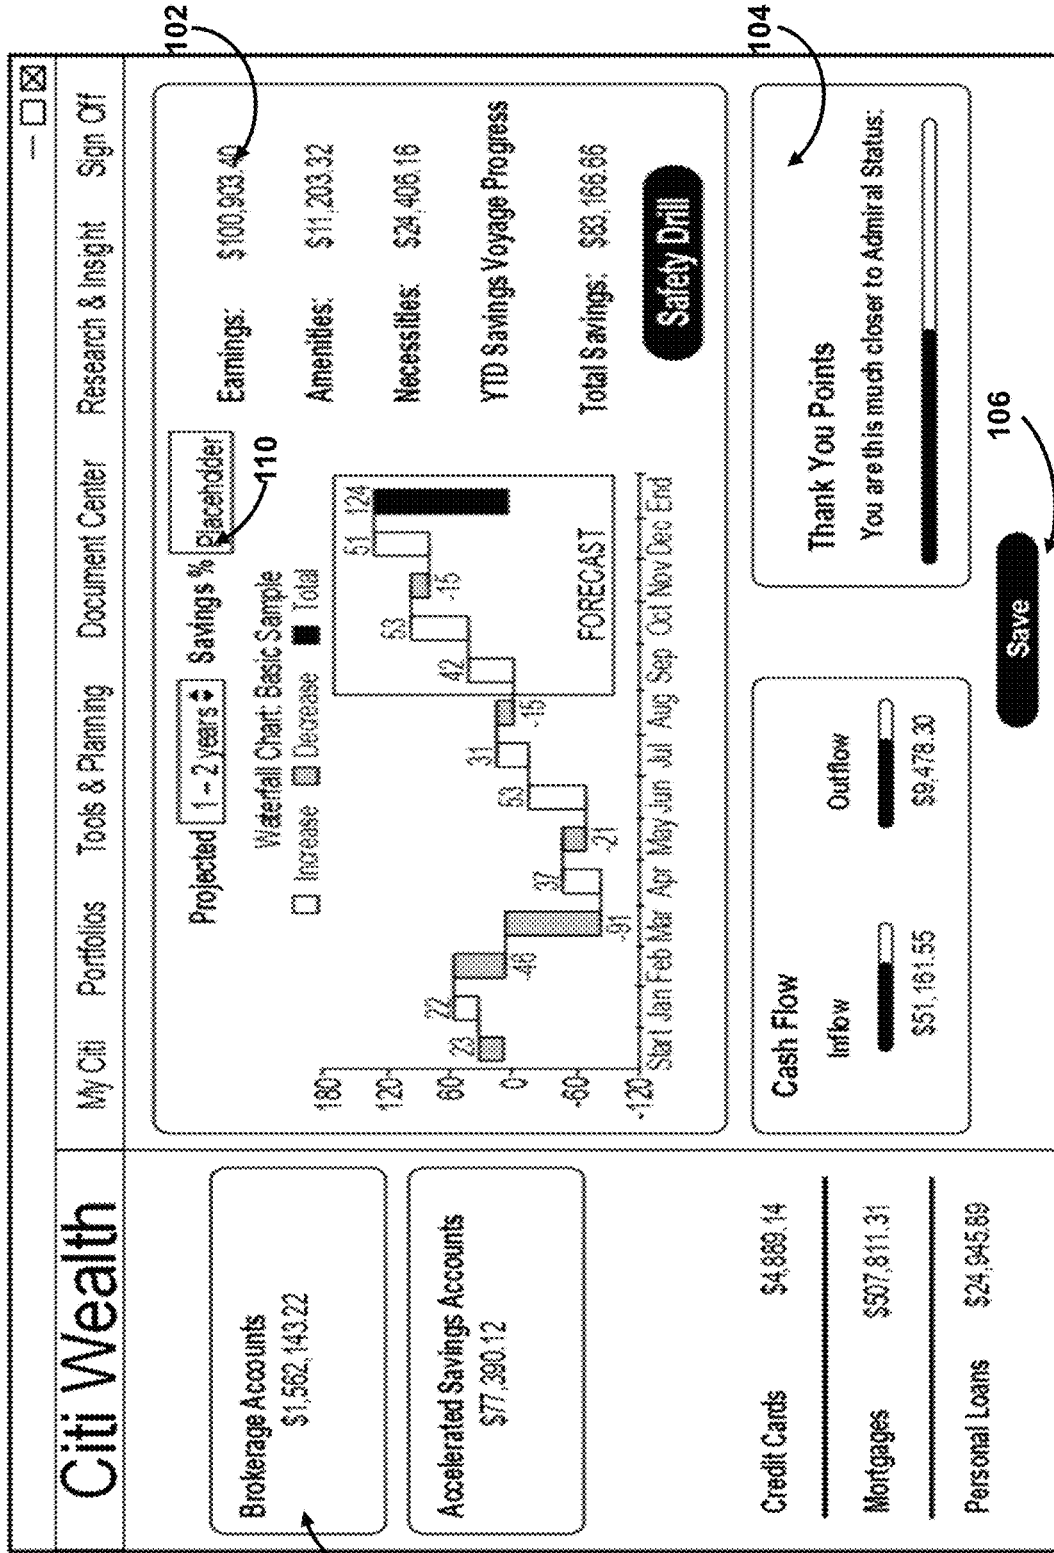 Citi Wealth
My Citi Portfolios Tools & Planning Document Center Research & Insight Sign Off
Brokerage Accounts
$1,562,143.22
Accelerated Savings Accounts
$77,390.12
Credit Cards $4,889.14
Mortgages $507,811.31
Personal Loans $24,945.89
Projected 1 – 2 years Savings % Placeholder
110
Waterfall Chart: Basic Sample
Increase Decrease Total
180
120
60
0
-60
-120
23 22 -46 -91 37 -21 53 31 -15 42 53 -15 51 124
FORECAST
Start Jan Feb Mar Apr May Jun Jul Aug Sep Oct Nov Dec End
102
Earnings: $100,903.40
Amenities: $11,203.32
Necessities: $24,406.16
YTD Savings Voyage Progress
Total Savings: $83,166.66
Safety Drill
Cash Flow
Inflow Outflow
$51,161.55 $9,478.30
104
Thank You Points
You are this much closer to Admiral Status:
Save
106